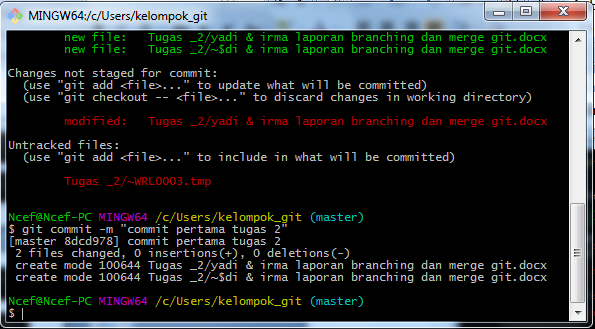 MINGW64:/c/Users/kelompok_git
new file:   Tugas _2/yadi & irma laporan branching dan merge git.docx
new file:   Tugas _2/~$di & irma laporan branching dan merge git.docx
Changes not staged for commit:
(use "git add <file>..." to update what will be committed)
(use "git checkout -- <file>..." to discard changes in working directory)
modified:   Tugas _2/yadi & irma laporan branching dan merge git.docx
Untracked files:
(use "git add <file>..." to include in what will be committed)
Tugas _2/~WRL0003.tmp
Ncef@Ncef-PC MINGW64 /c/Users/kelompok_git (master)
$ git commit -m "commit pertama tugas 2"
[master 8dcd978] commit pertama tugas 2
2 files changed, 0 insertions(+), 0 deletions(-)
create mode 100644 Tugas _2/yadi & irma laporan branching dan merge git.docx
create mode 100644 Tugas _2/~$di & irma laporan branching dan merge git.docx
Ncef@Ncef-PC MINGW64 /c/Users/kelompok_git (master)
$